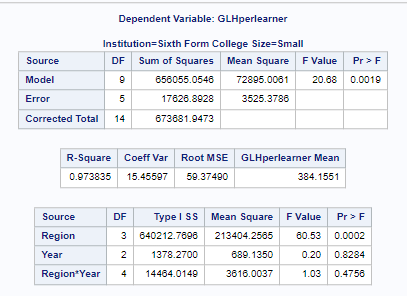 Dependent Variable: GLHperlearner
Institution=Sixth Form College Size=Small
Source DF Sum of Squares Mean Square F Value Pr > F
Model 9 656055.0546 72895.0061 20.68 0.0019
Error 5 17626.8928 3525.3786
Corrected Total 14 673681.9473
R-Square Coeff Var Root MSE GLHperlearner Mean
0.973835 15.45597 59.37490 384.1551
Source DF Type I SS Mean Square F Value Pr > F
Region 3 640212.7696 213404.2565 60.53 0.0002
Year 2 1378.2700 689.1350 0.20 0.8284
Region*Year 4 14464.0149 3616.0037 1.03 0.4756